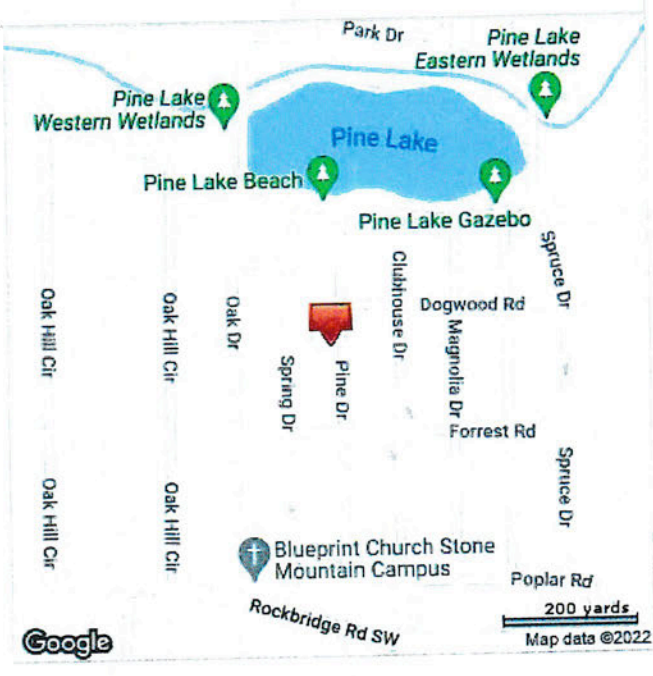 Park Dr
Pine Lake
Eastern Wetlands
Pine Lake
Western Wetlands
Pine Lake
Pine Lake Beach
Pine Lake Gazebo
Spruce Dr
Clubhouse Dr
Dogwood Rd
Oak Hill Cir
Oak Hill Cir
Oak Dr
Magnolia Dr
Spring Dr
Pine Dr
Forrest Rd
Spruce Dr
Oak Hill Cir
Oak Hill Cir
Blueprint Church Stone
Mountain Campus
Poplar Rd
Rockbridge Rd SW
200 yards
Google
Map data ©2022